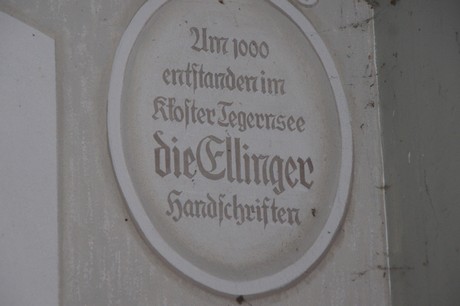 Um 1000
entstanden im
Kloster Tegernsee
die Ellinger
Handschriften